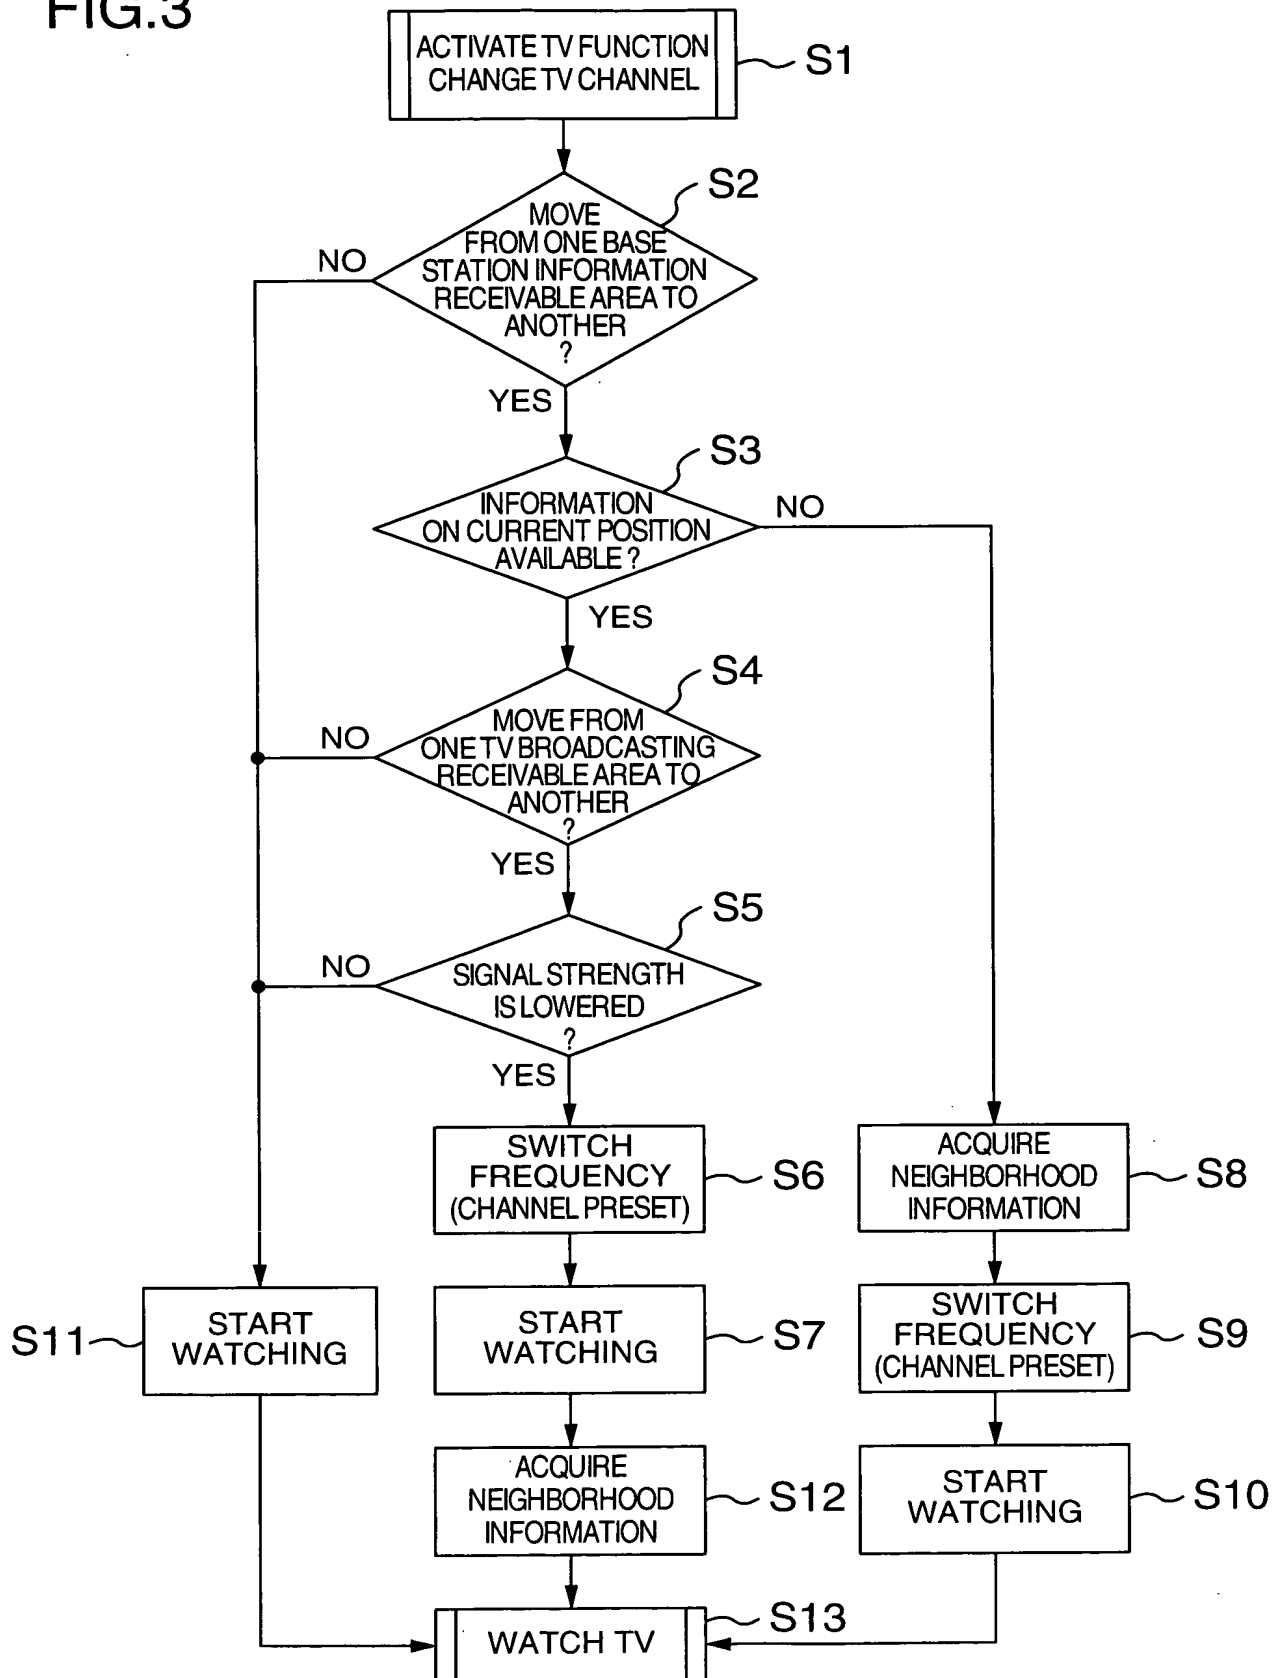 FIG.3
ACTIVATE TV FUNCTION
CHANGE TV CHANNEL
S1
S2
MOVE
FROM ONE BASE
STATION INFORMATION
RECEIVABLE AREA TO
ANOTHER
?
NO
YES
S3
INFORMATION
ON CURRENT POSITION
AVAILABLE ?
NO
YES
S4
MOVE FROM
ONE TV BROADCASTING
RECEIVABLE AREA TO
ANOTHER
?
NO
YES
S5
SIGNAL STRENGTH
IS LOWERED
?
NO
YES
SWITCH
FREQUENCY
(CHANNEL PRESET)
S6
ACQUIRE
NEIGHBORHOOD
INFORMATION
S8
S11
START
WATCHING
START
WATCHING
S7
SWITCH
FREQUENCY
(CHANNEL PRESET)
S9
ACQUIRE
NEIGHBORHOOD
INFORMATION
S12
START
WATCHING
S10
WATCH TV
S13